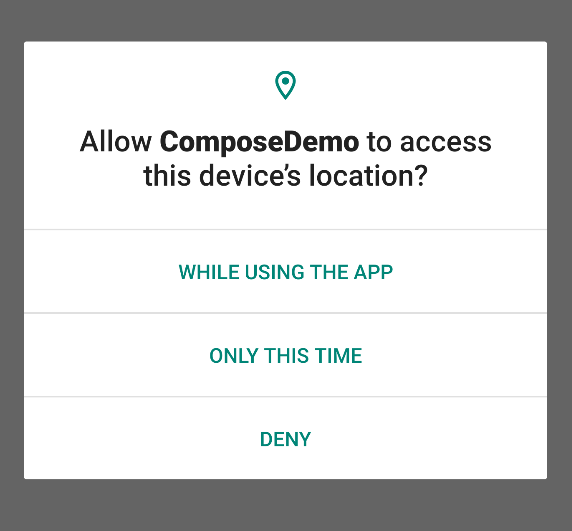 Allow ComposeDemo to access
this device’s location?
WHILE USING THE APP
ONLY THIS TIME
DENY